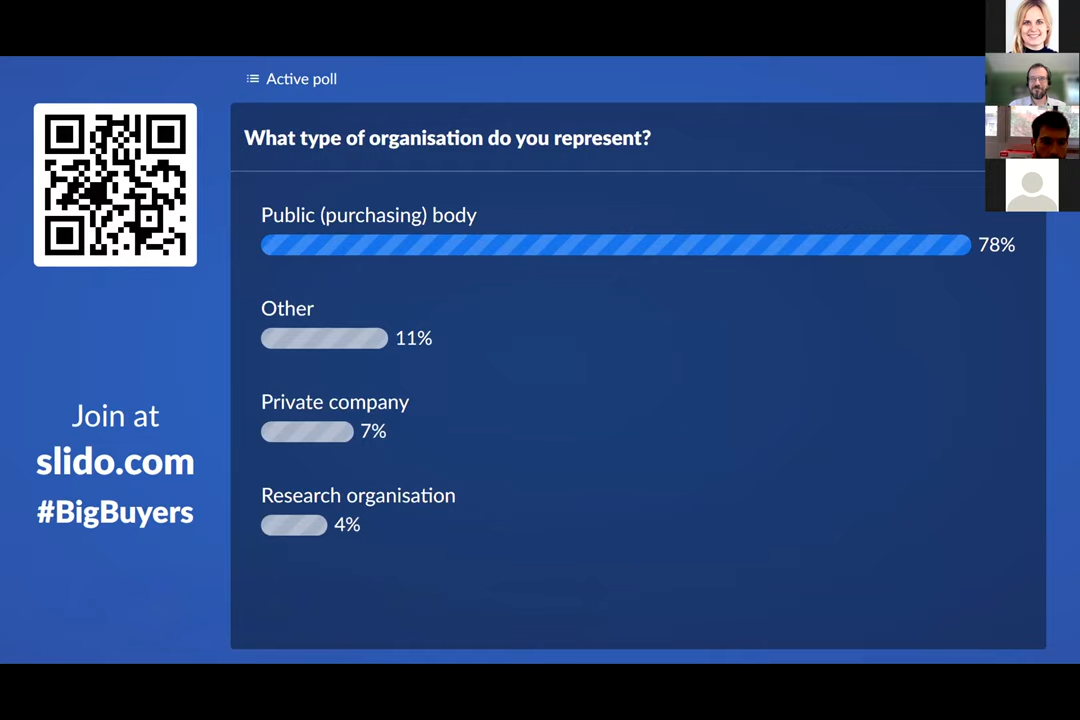 Active poll
What type of organisation do you represent?
Public (purchasing) body
78%
Other
11%
Private company
7%
Research organisation
4%
Join at
slido.com
#BigBuyers